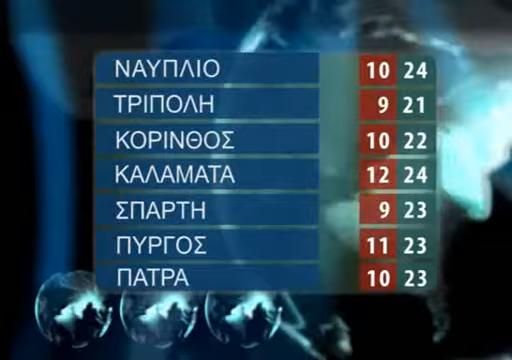 ΝΑΥΠΛΙΟ 10 24
ΤΡΙΠΟΛΗ 9 21
ΚΟΡΙΝΘΟΣ 10 22
ΚΑΛΑΜΑΤΑ 12 24
ΣΠΑΡΤΗ 9 23
ΠΥΡΓΟΣ 11 23
ΠΑΤΡΑ 10 23